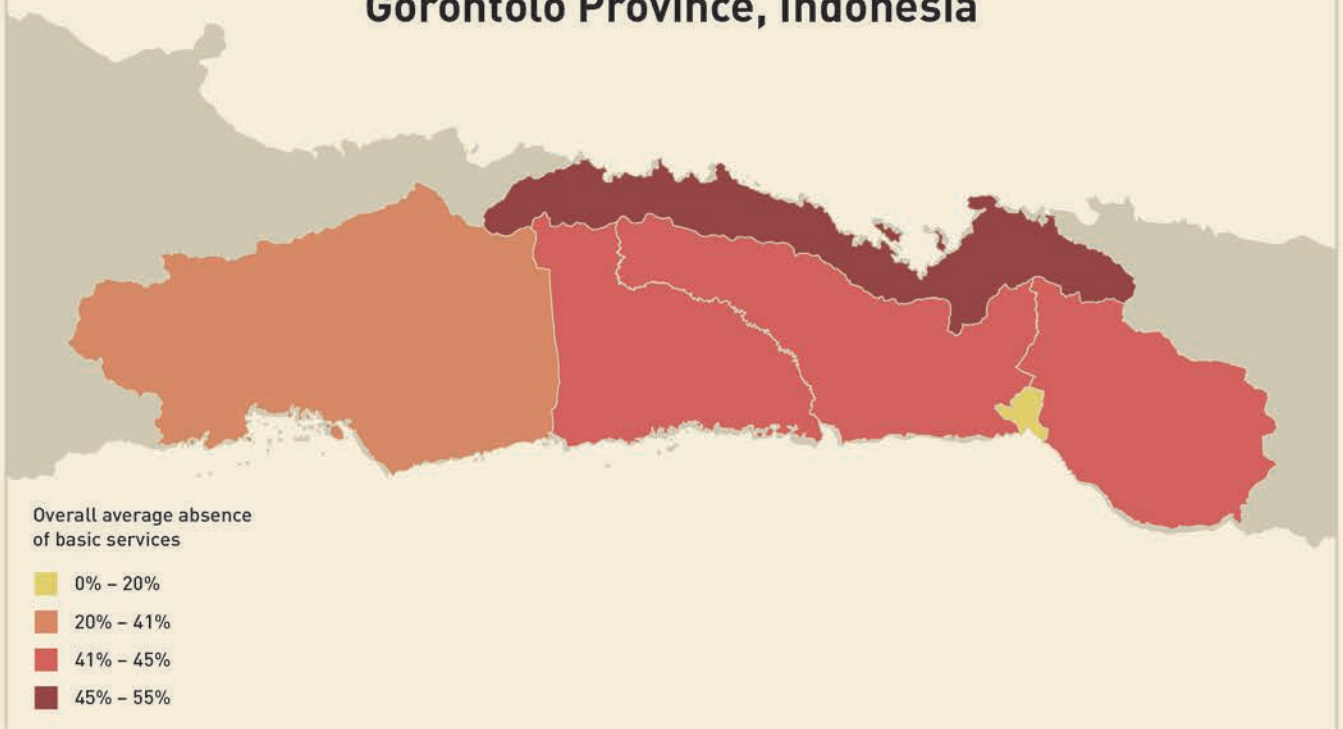 Gorontolo Province, Indonesia
Overall average absence
of basic services
0% – 20%
20% – 41%
41% – 45%
45% – 55%